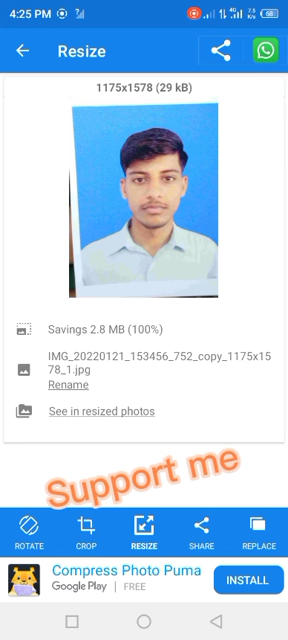 4:25 PM
Resize
1175x1578 (29 kB)
Savings 2.8 MB (100%)
IMG_20220121_153456_752_copy_1175x15
78_1.jpg
Rename
See in resized photos
Support me
ROTATE CROP RESIZE SHARE REPLACE
Compress Photo Puma
Google Play | FREE
INSTALL